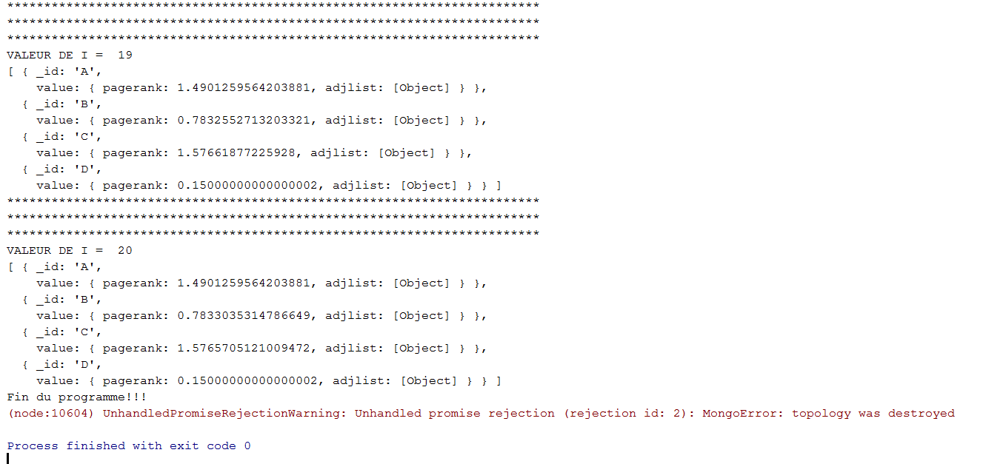 ************************************************************************
************************************************************************
************************************************************************
VALEUR DE I =  19
[ { _id: 'A',
    value: { pagerank: 1.4901259564203881, adjlist: [Object] } },
  { _id: 'B',
    value: { pagerank: 0.7832552713203321, adjlist: [Object] } },
  { _id: 'C',
    value: { pagerank: 1.57661877225928, adjlist: [Object] } },
  { _id: 'D',
    value: { pagerank: 0.15000000000000002, adjlist: [Object] } } ]
************************************************************************
************************************************************************
************************************************************************
VALEUR DE I =  20
[ { _id: 'A',
    value: { pagerank: 1.4901259564203881, adjlist: [Object] } },
  { _id: 'B',
    value: { pagerank: 0.7833035314786649, adjlist: [Object] } },
  { _id: 'C',
    value: { pagerank: 1.5765705121009472, adjlist: [Object] } },
  { _id: 'D',
    value: { pagerank: 0.15000000000000002, adjlist: [Object] } } ]
Fin du programme!!!
(node:10604) UnhandledPromiseRejectionWarning: Unhandled promise rejection (rejection id: 2): MongoError: topology was destroyed
Process finished with exit code 0